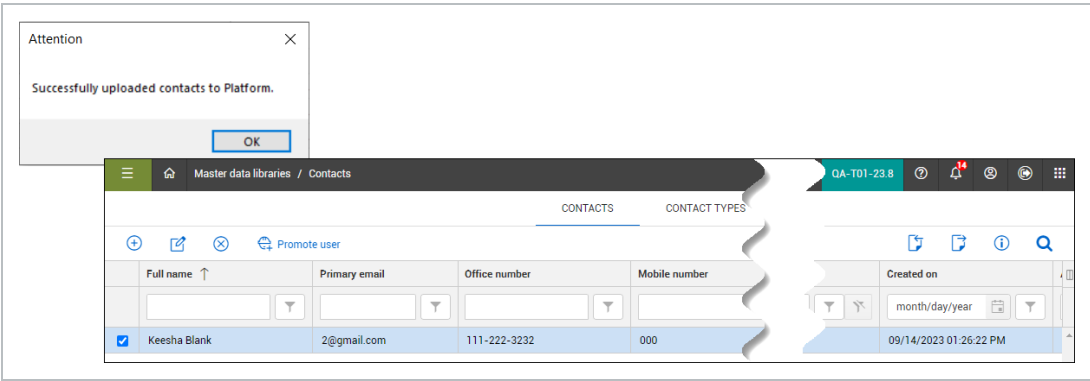 Attention
Successfully uploaded contacts to Platform.
OK
Master data libraries / Contacts
QA-T01-23.8
14
CONTACTS CONTACT TYPES
Promote user
Full name Primary email Office number Mobile number Created on
month/day/year
Keesha Blank 2@gmail.com 111-222-3232 000 09/14/2023 01:26:22 PM